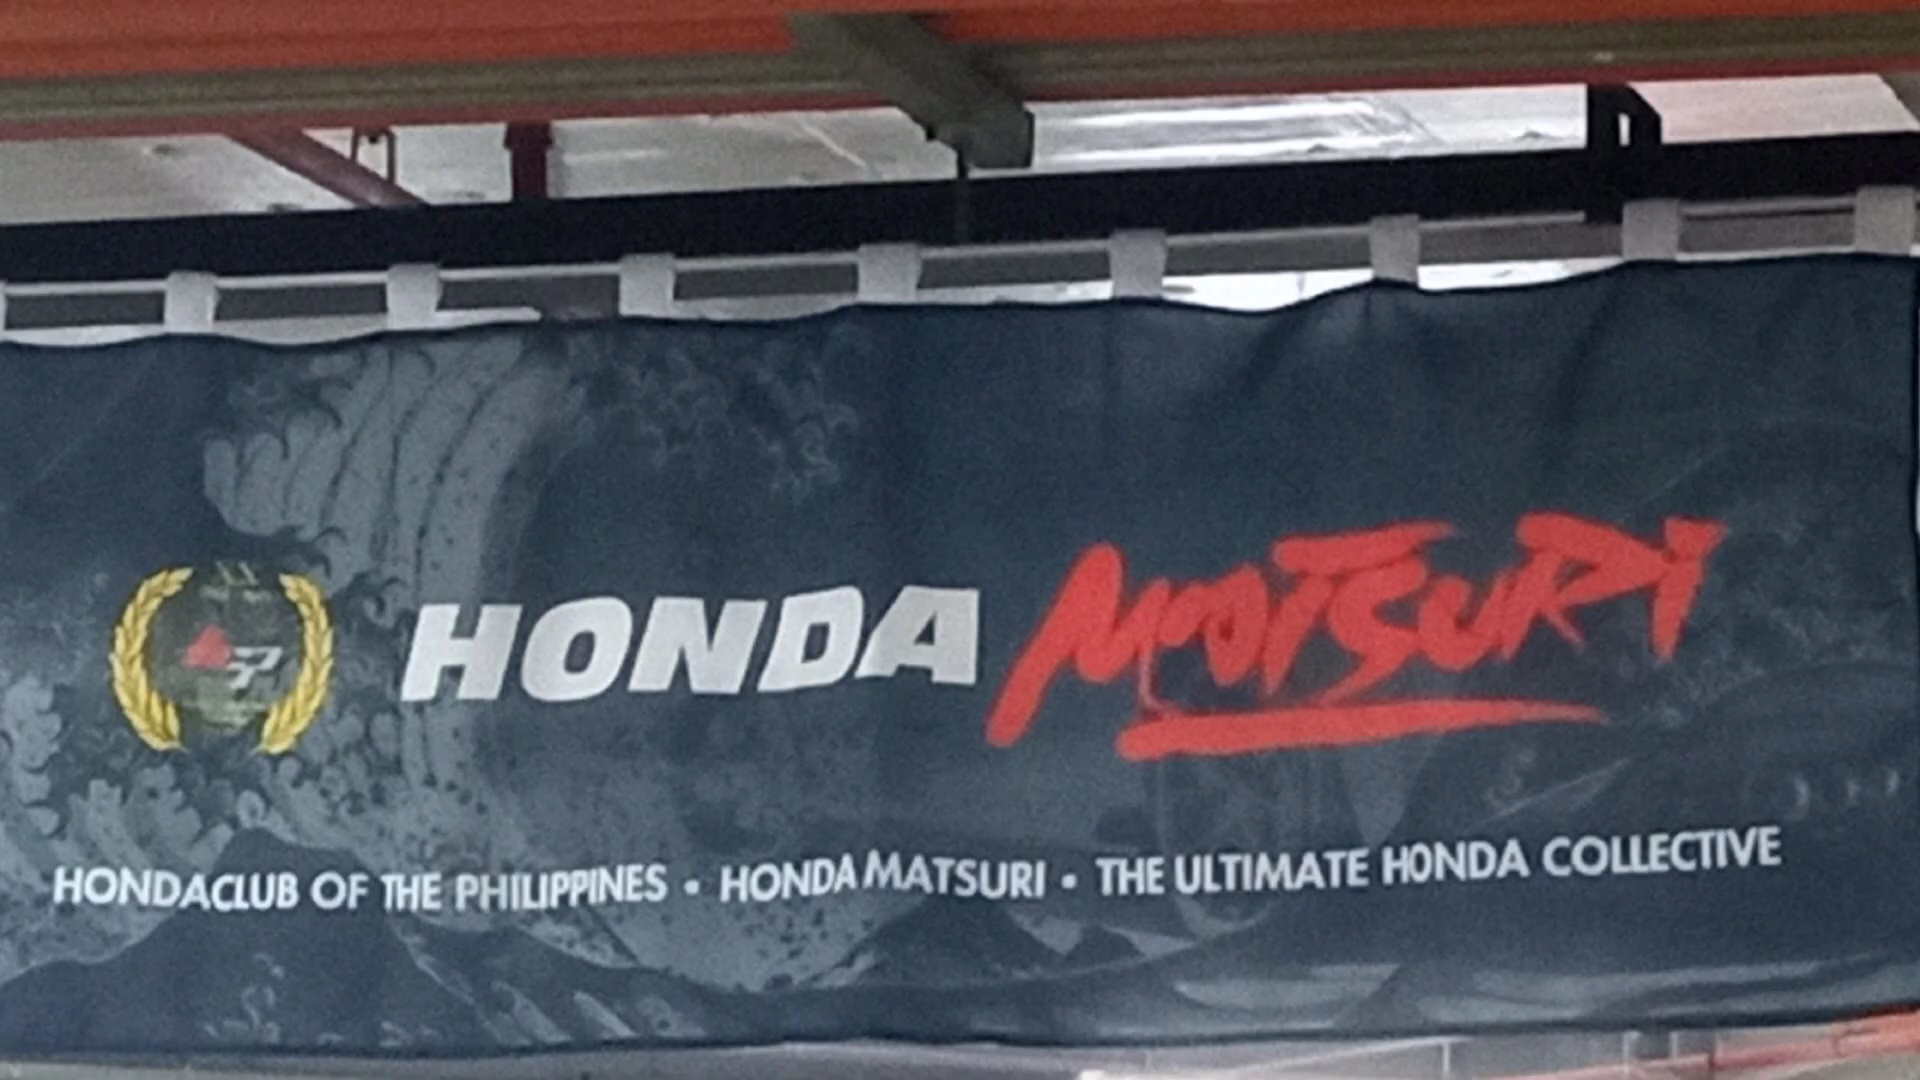 HONDA MATSURI
HONDACLUB OF THE PHILIPPINES • HONDA MATSURI • THE ULTIMATE HONDA COLLECTIVE